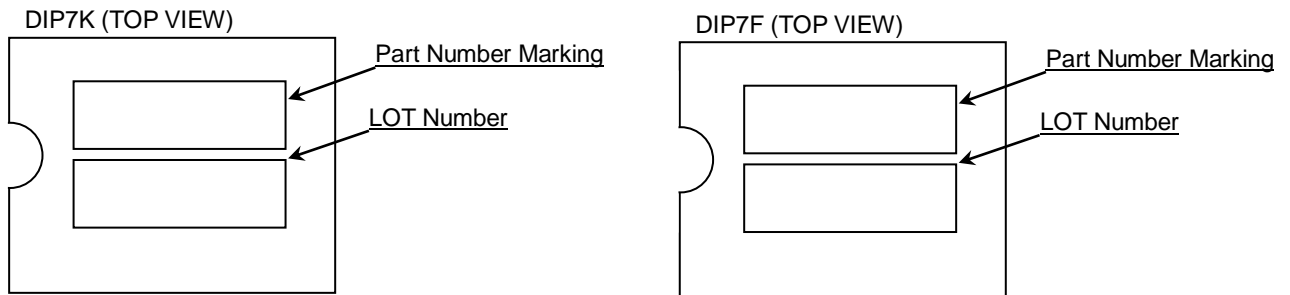 DIP7K (TOP VIEW)
Part Number Marking
LOT Number
DIP7F (TOP VIEW)
Part Number Marking
LOT Number